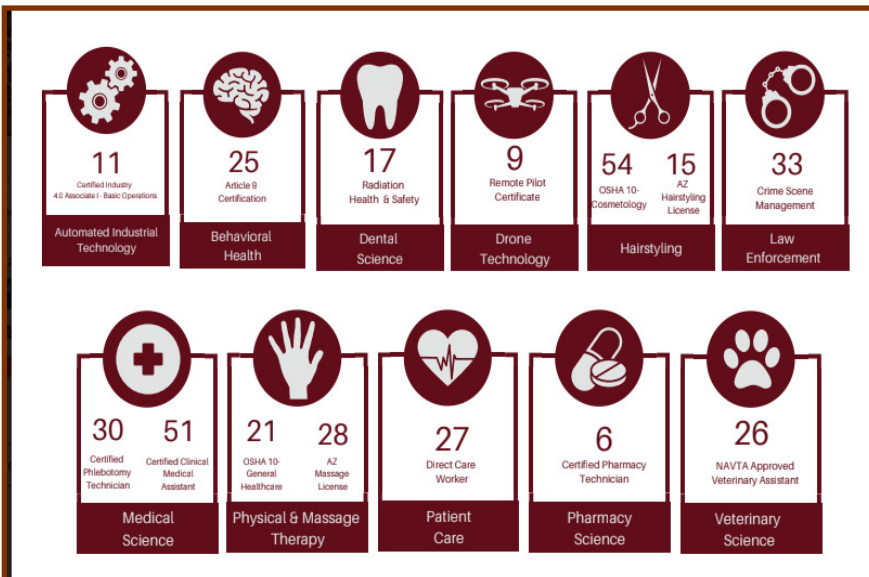 11
Certified Industry
4.0 Associate I - Basic Operations
Automated Industrial
Technology
25
Article 9
Certification
Behavioral
Health
17
Radiation
Health & Safety
Dental
Science
9
Remote Pilot
Certificate
Drone
Technology
54
OSHA 10-
Cosmetology
15
AZ
Hairstyling
License
Hairstyling
33
Crime Scene
Management
Law
Enforcement
30
Certified
Phlebotomy
Technician
51
Certified Clinical
Medical
Assistant
Medical
Science
21
OSHA 10-
General
Healthcare
28
AZ
Massage
License
Physical & Massage
Therapy
27
Direct Care
Worker
Patient
Care
6
Certified Pharmacy
Technician
Pharmacy
Science
26
NAVTA Approved
Veterinary Assistant
Veterinary
Science